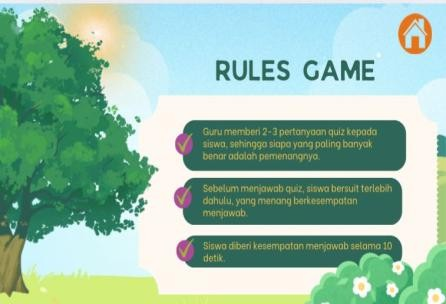 RULES GAME
Guru memberi 2-3 pertanyaan quiz kepada
siswa, sehingga siapa yang paling banyak
benar adalah pemenangnya.
Sebelum menjawab quiz, siswa bersuit terlebih
dahulu, yang menang berkesempatan
menjawab.
Siswa diberi kesempatan menjawab selama 10
detik.